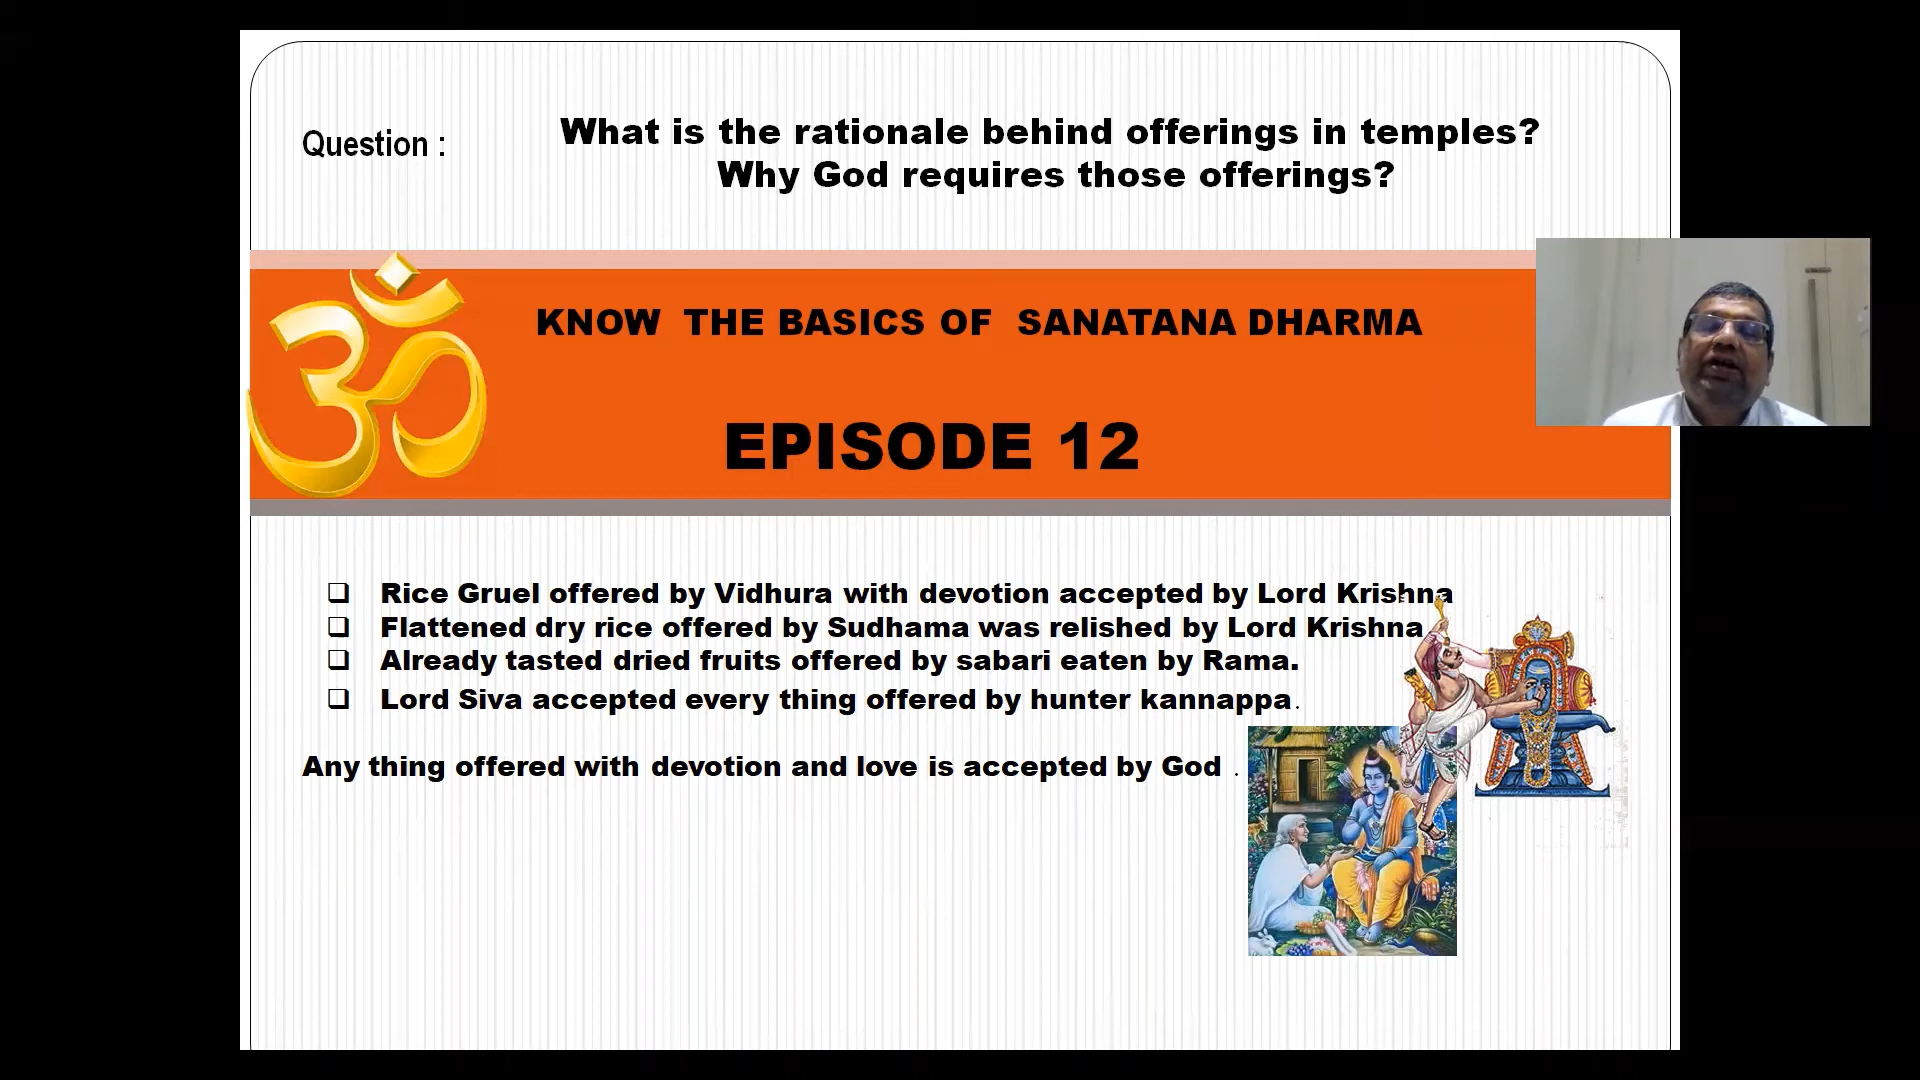 Question :
What is the rationale behind offerings in temples?
Why God requires those offerings?
KNOW THE BASICS OF SANATANA DHARMA
EPISODE 12
❑ Rice Gruel offered by Vidhura with devotion accepted by Lord Krishna
❑ Flattened dry rice offered by Sudhama was relished by Lord Krishna
❑ Already tasted dried fruits offered by sabari eaten by Rama.
❑ Lord Siva accepted every thing offered by hunter kannappa.
Any thing offered with devotion and love is accepted by God .